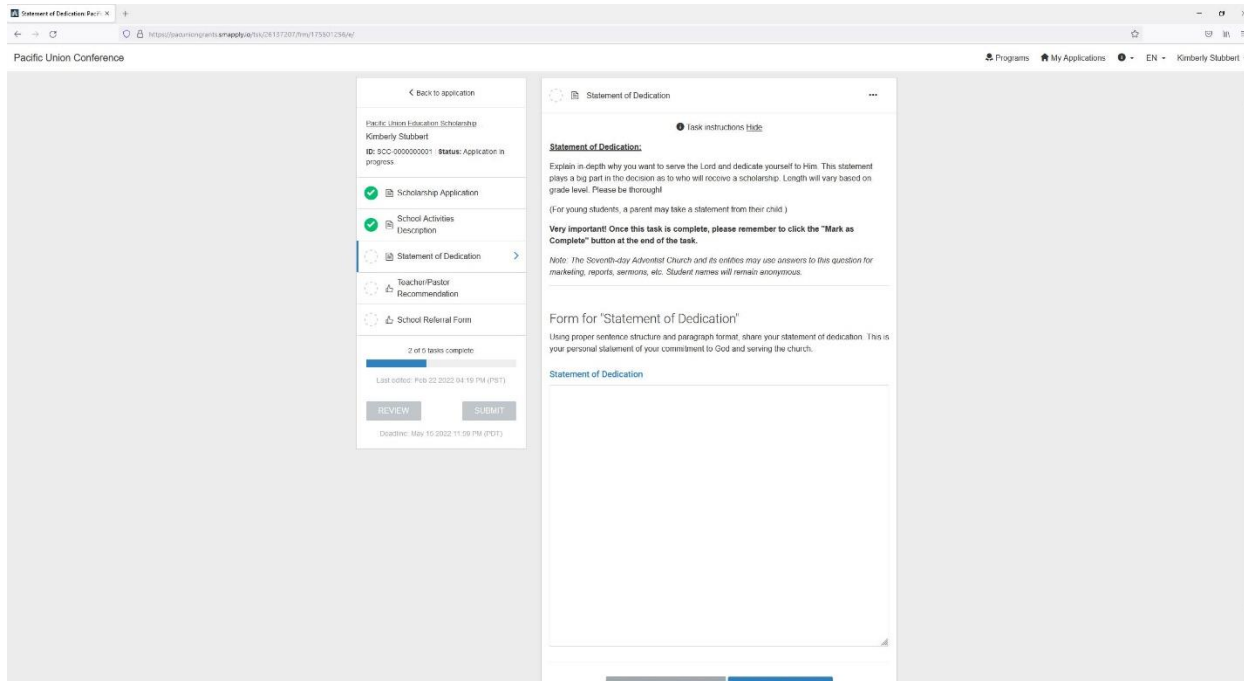 Statement of Dedication: Pacifi
https://pacuniongrants.smapply.io/tsk/28137207/frm/175801256/e/
Pacific Union Conference
Programs My Applications EN Kimberly Stubbert
Back to application
Pacific Union Education Scholarship
Kimberly Stubbert
ID: SCC-0000000001 | Status: Application in
progress
Scholarship Application
School Activities
Description
Statement of Dedication
Teacher/Pastor
Recommendation
School Referral Form
2 of 5 tasks complete
Last edited: Feb 22 2022 04:19 PM (PST)
REVIEW SUBMIT
Deadline: May 15 2022 11:59 PM (PDT)
Statement of Dedication
Task instructions Hide
Statement of Dedication:
Explain in-depth why you want to serve the Lord and dedicate yourself to Him. This statement
plays a big part in the decision as to who will receive a scholarship. Length will vary based on
grade level. Please be thorough!
(For young students, a parent may take a statement from their child.)
Very important! Once this task is complete, please remember to click the "Mark as
Complete" button at the end of the task.
Note: The Seventh-day Adventist Church and its entities may use answers to this question for
marketing, reports, sermons, etc. Student names will remain anonymous.
Form for "Statement of Dedication"
Using proper sentence structure and paragraph format, share your statement of dedication. This is
your personal statement of your commitment to God and serving the church.
Statement of Dedication